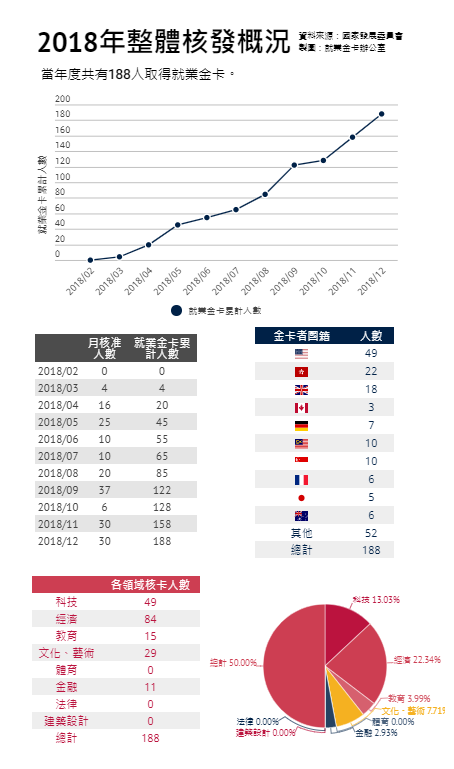 2018年整體核發概況
資料來源：國家發展委員會
製圖：就業金卡辦公室
當年度共有188人取得就業金卡。
就業金卡累計人數
200
180
160
140
120
100
80
60
40
20
0
2018/02
2018/03
2018/04
2018/05
2018/06
2018/07
2018/08
2018/09
2018/10
2018/11
2018/12
就業金卡累計人數
月核准人數 就業金卡累計人數
2018/02 0 0
2018/03 4 4
2018/04 16 20
2018/05 25 45
2018/06 10 55
2018/07 10 65
2018/08 20 85
2018/09 37 122
2018/10 6 128
2018/11 30 158
2018/12 30 188
金卡者國籍 人數
49
22
18
3
7
10
10
6
5
6
其他 52
總計 188
各領域核卡人數
科技 49
經濟 84
教育 15
文化、藝術 29
體育 0
金融 11
法律 0
建築設計 0
總計 188
科技 13.03%
經濟 22.34%
教育 3.99%
文化、藝術 7.71%
體育 0.00%
金融 2.93%
法律 0.00%
建築設計 0.00%
總計 50.00%